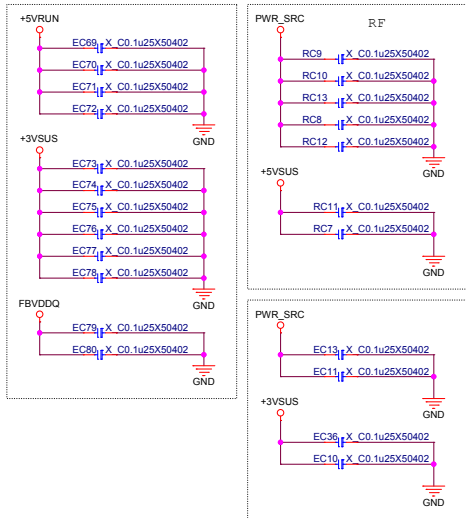 +5VRUN
EC69 X_C0.1u25X50402
EC70 X_C0.1u25X50402
EC71 X_C0.1u25X50402
EC72 X_C0.1u25X50402
GND
+3VSUS
EC73 X_C0.1u25X50402
EC74 X_C0.1u25X50402
EC75 X_C0.1u25X50402
EC76 X_C0.1u25X50402
EC77 X_C0.1u25X50402
EC78 X_C0.1u25X50402
GND
FBVDDQ
EC79 X_C0.1u25X50402
EC80 X_C0.1u25X50402
GND
PWR_SRC
RF
RC9 X_C0.1u25X50402
RC10 X_C0.1u25X50402
RC13 X_C0.1u25X50402
RC8 X_C0.1u25X50402
RC12 X_C0.1u25X50402
GND
+5VSUS
RC11 X_C0.1u25X50402
RC7 X_C0.1u25X50402
GND
PWR_SRC
EC13 X_C0.1u25X50402
EC11 X_C0.1u25X50402
GND
+3VSUS
EC36 X_C0.1u25X50402
EC10 X_C0.1u25X50402
GND